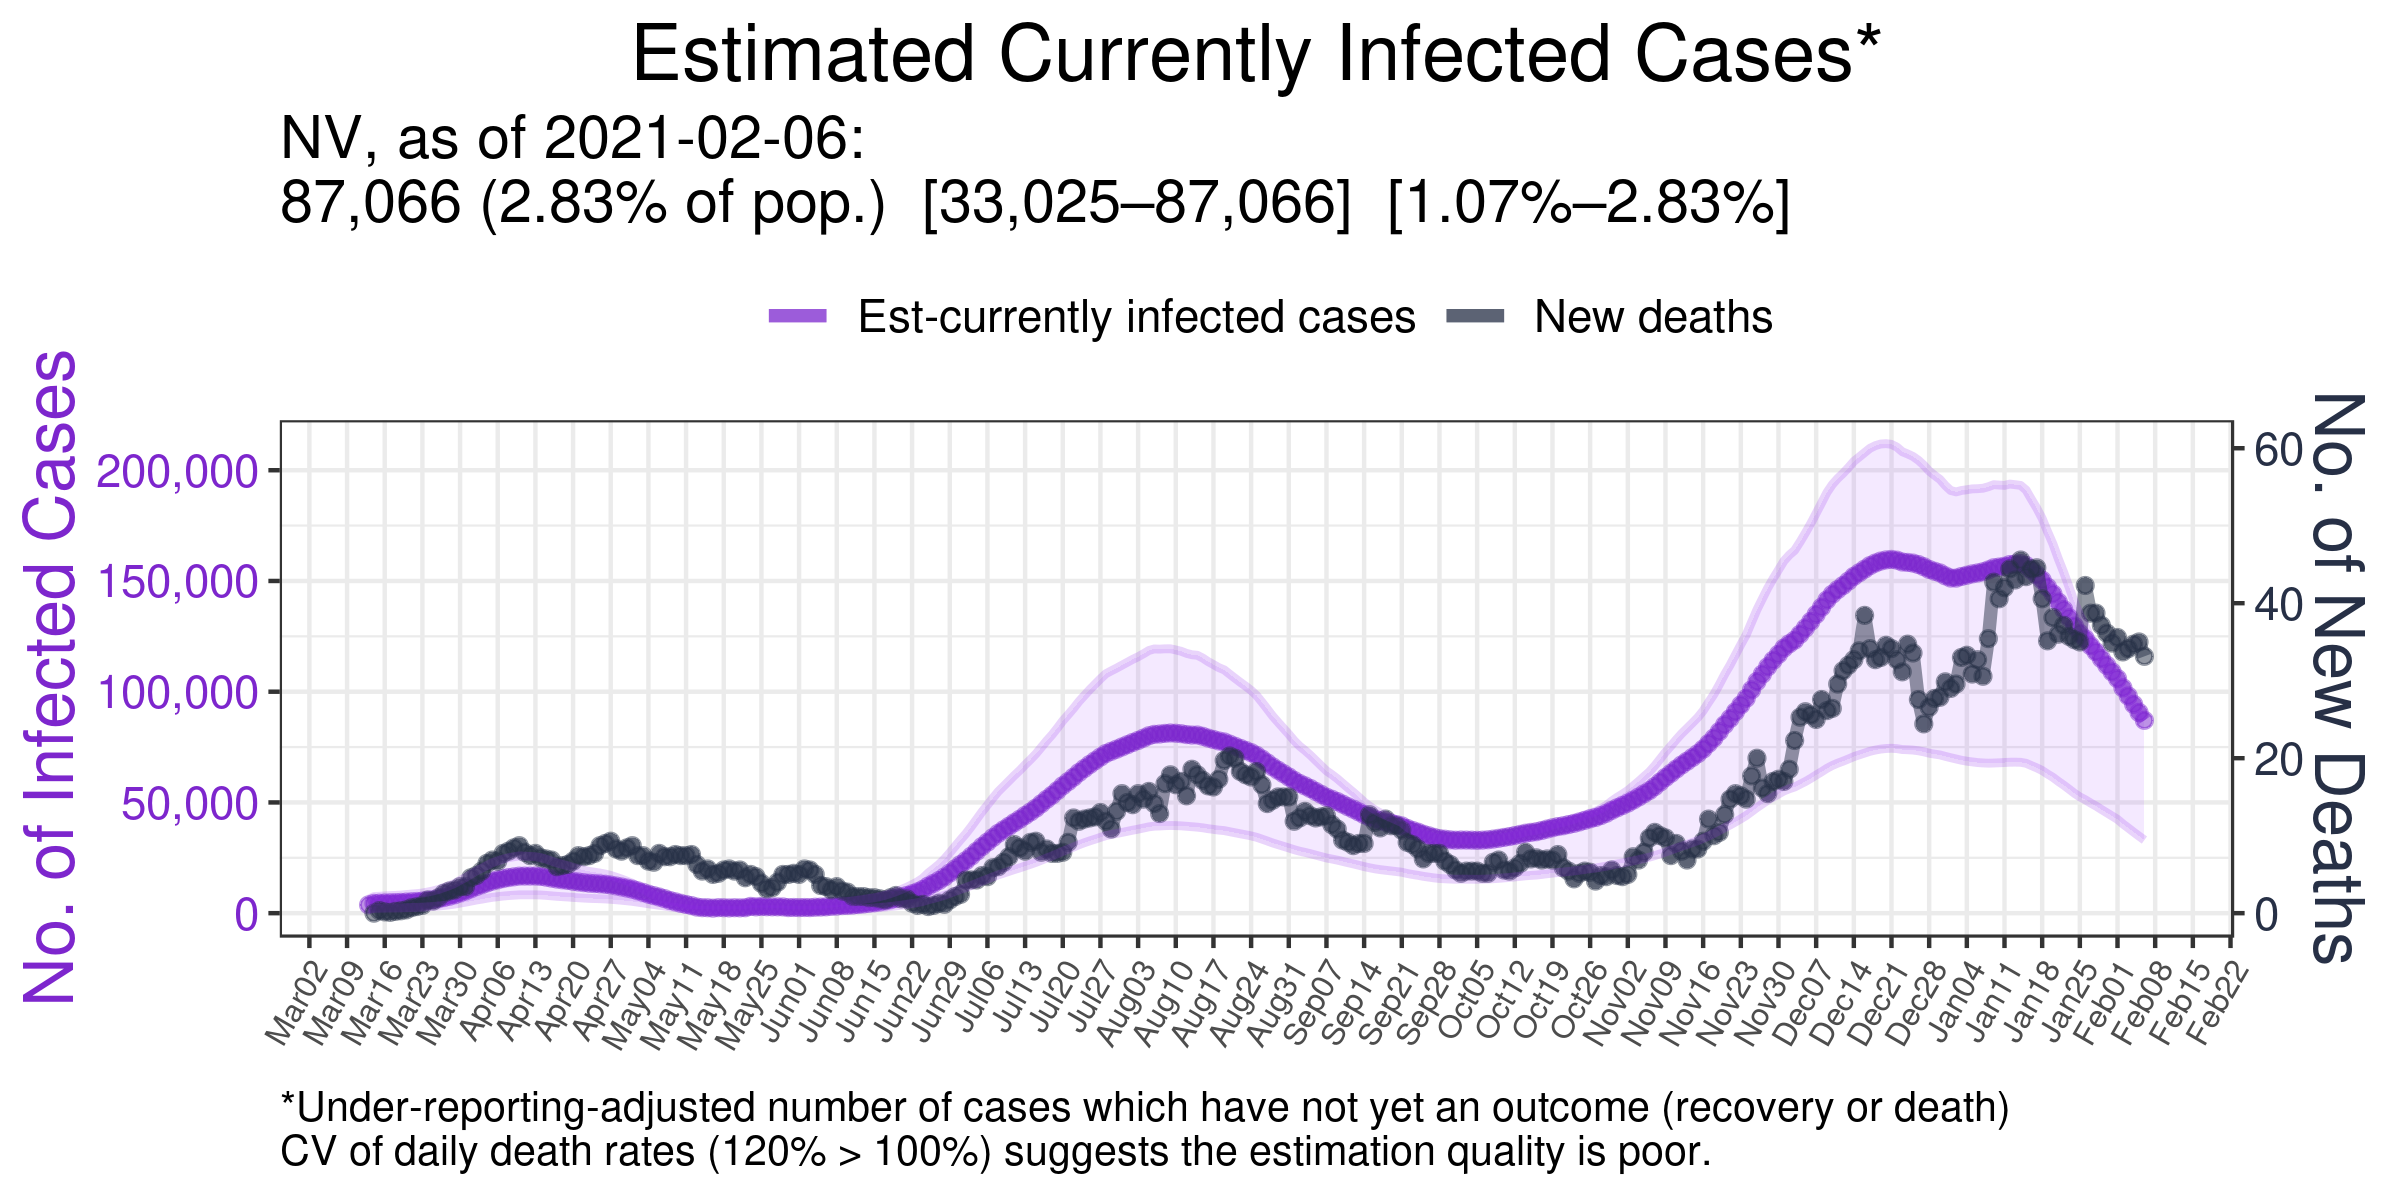 Estimated Currently Infected Cases*
NV, as of 2021-02-06:
87,066 (2.83% of pop.) [33,025–87,066] [1.07%–2.83%]
Est-currently infected cases
New deaths
No. of Infected Cases
200,000
150,000
100,000
50,000
0
60
40
20
0
No. of New Deaths
Mar02
Mar09
Mar16
Mar23
Mar30
Apr06
Apr13
Apr20
Apr27
May04
May11
May18
May25
Jun01
Jun08
Jun15
Jun22
Jun29
Jul06
Jul13
Jul20
Jul27
Aug03
Aug10
Aug17
Aug24
Aug31
Sep07
Sep14
Sep21
Sep28
Oct05
Oct12
Oct19
Oct26
Nov02
Nov09
Nov16
Nov23
Nov30
Dec07
Dec14
Dec21
Dec28
Jan04
Jan11
Jan18
Jan25
Feb01
Feb08
Feb15
Feb22
*Under-reporting-adjusted number of cases which have not yet an outcome (recovery or death)
CV of daily death rates (120% > 100%) suggests the estimation quality is poor.